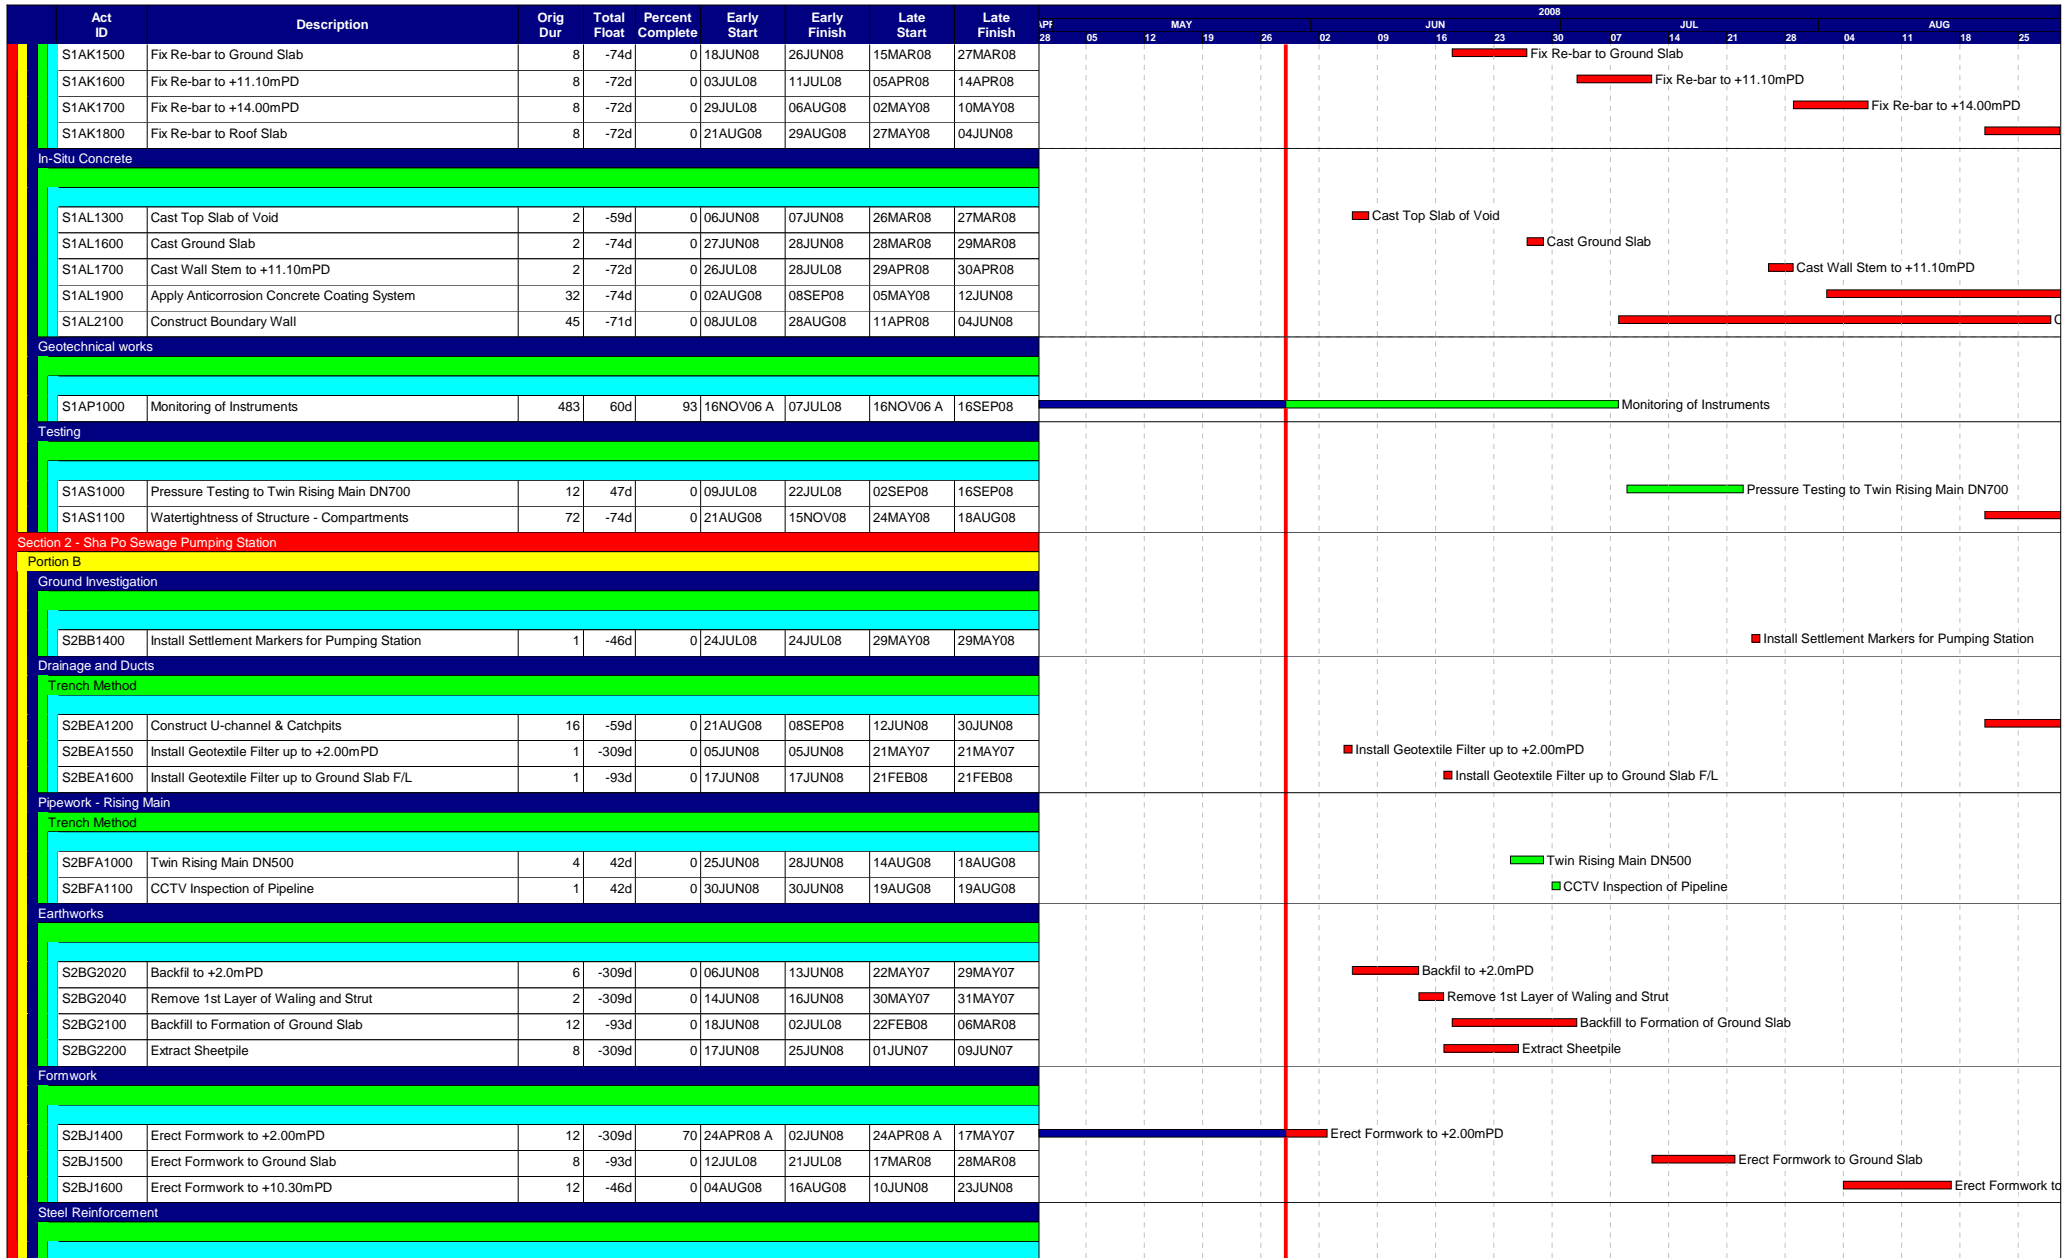 Act ID Description Orig Dur Total Float Percent Complete Early Start Early Finish Late Start Late Finish
2008
APR MAY JUN JUL AUG
28 05 12 19 26 02 09 16 23 30 07 14 21 28 04 11 18 25
S1AK1500 Fix Re-bar to Ground Slab 8 -74d 0 18JUN08 26JUN08 15MAR08 27MAR08 Fix Re-bar to Ground Slab
S1AK1600 Fix Re-bar to +11.10mPD 8 -72d 0 03JUL08 11JUL08 05APR08 14APR08 Fix Re-bar to +11.10mPD
S1AK1700 Fix Re-bar to +14.00mPD 8 -72d 0 29JUL08 06AUG08 02MAY08 10MAY08 Fix Re-bar to +14.00mPD
S1AK1800 Fix Re-bar to Roof Slab 8 -72d 0 21AUG08 29AUG08 27MAY08 04JUN08
In-Situ Concrete
S1AL1300 Cast Top Slab of Void 2 -59d 0 06JUN08 07JUN08 26MAR08 27MAR08 Cast Top Slab of Void
S1AL1600 Cast Ground Slab 2 -74d 0 27JUN08 28JUN08 28MAR08 29MAR08 Cast Ground Slab
S1AL1700 Cast Wall Stem to +11.10mPD 2 -72d 0 26JUL08 28JUL08 29APR08 30APR08 Cast Wall Stem to +11.10mPD
S1AL1900 Apply Anticorrosion Concrete Coating System 32 -74d 0 02AUG08 08SEP08 05MAY08 12JUN08
S1AL2100 Construct Boundary Wall 45 -71d 0 08JUL08 28AUG08 11APR08 04JUN08 C
Geotechnical works
S1AP1000 Monitoring of Instruments 483 60d 93 16NOV06 A 07JUL08 16NOV06 A 16SEP08 Monitoring of Instruments
Testing
S1AS1000 Pressure Testing to Twin Rising Main DN700 12 47d 0 09JUL08 22JUL08 02SEP08 16SEP08 Pressure Testing to Twin Rising Main DN700
S1AS1100 Watertightness of Structure - Compartments 72 -74d 0 21AUG08 15NOV08 24MAY08 18AUG08
Section 2 - Sha Po Sewage Pumping Station
Portion B
Ground Investigation
S2BB1400 Install Settlement Markers for Pumping Station 1 -46d 0 24JUL08 24JUL08 29MAY08 29MAY08 Install Settlement Markers for Pumping Station
Drainage and Ducts
Trench Method
S2BEA1200 Construct U-channel & Catchpits 16 -59d 0 21AUG08 08SEP08 12JUN08 30JUN08
S2BEA1550 Install Geotextile Filter up to +2.00mPD 1 -309d 0 05JUN08 05JUN08 21MAY07 21MAY07 Install Geotextile Filter up to +2.00mPD
S2BEA1600 Install Geotextile Filter up to Ground Slab F/L 1 -93d 0 17JUN08 17JUN08 21FEB08 21FEB08 Install Geotextile Filter up to Ground Slab F/L
Pipework - Rising Main
Trench Method
S2BFA1000 Twin Rising Main DN500 4 42d 0 25JUN08 28JUN08 14AUG08 18AUG08 Twin Rising Main DN500
S2BFA1100 CCTV Inspection of Pipeline 1 42d 0 30JUN08 30JUN08 19AUG08 19AUG08 CCTV Inspection of Pipeline
Earthworks
S2BG2020 Backfil to +2.0mPD 6 -309d 0 06JUN08 13JUN08 22MAY07 29MAY07 Backfil to +2.0mPD
S2BG2040 Remove 1st Layer of Waling and Strut 2 -309d 0 14JUN08 16JUN08 30MAY07 31MAY07 Remove 1st Layer of Waling and Strut
S2BG2100 Backfill to Formation of Ground Slab 12 -93d 0 18JUN08 02JUL08 22FEB08 06MAR08 Backfill to Formation of Ground Slab
S2BG2200 Extract Sheetpile 8 -309d 0 17JUN08 25JUN08 01JUN07 09JUN07 Extract Sheetpile
Formwork
S2BJ1400 Erect Formwork to +2.00mPD 12 -309d 70 24APR08 A 02JUN08 24APR08 A 17MAY07 Erect Formwork to +2.00mPD
S2BJ1500 Erect Formwork to Ground Slab 8 -93d 0 12JUL08 21JUL08 17MAR08 28MAR08 Erect Formwork to Ground Slab
S2BJ1600 Erect Formwork to +10.30mPD 12 -46d 0 04AUG08 16AUG08 10JUN08 23JUN08 Erect Formwork to
Steel Reinforcement